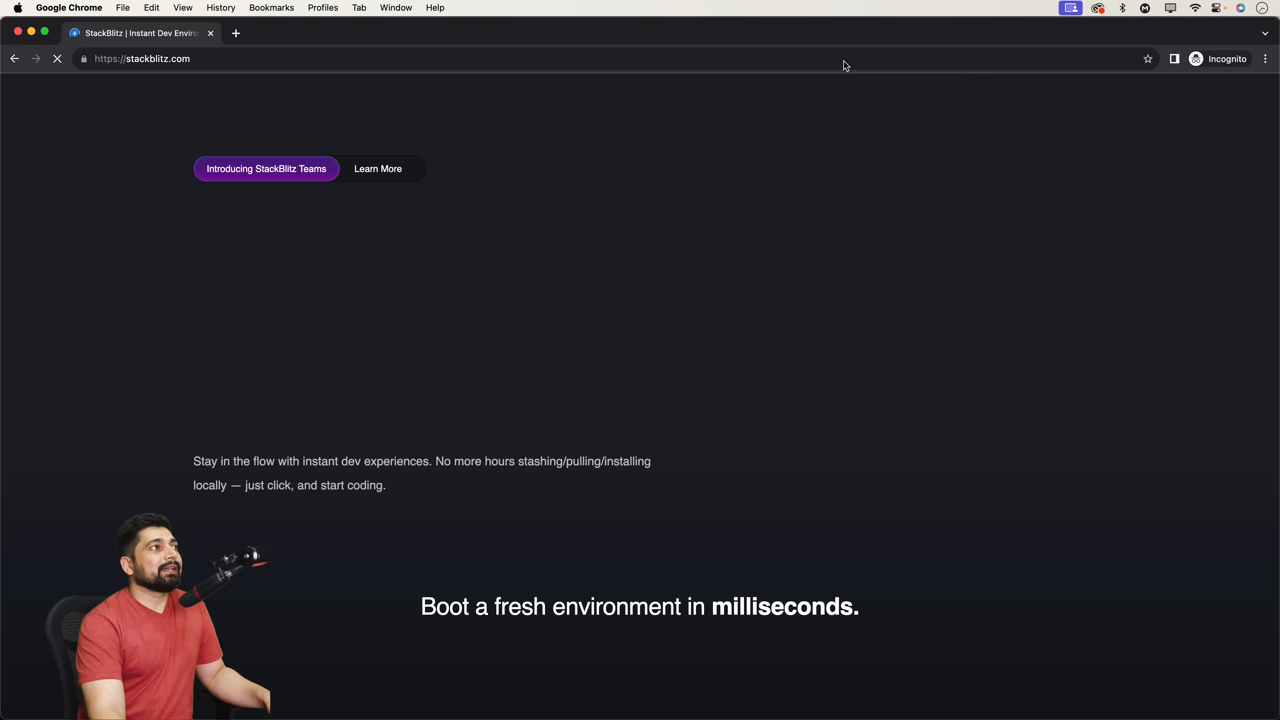 Google Chrome File Edit View History Bookmarks Profiles Tab Window Help
StackBlitz | Instant Dev Enviro
https://stackblitz.com
Incognito
Introducing StackBlitz Teams Learn More
Stay in the flow with instant dev experiences. No more hours stashing/pulling/installing
locally — just click, and start coding.
Boot a fresh environment in milliseconds.